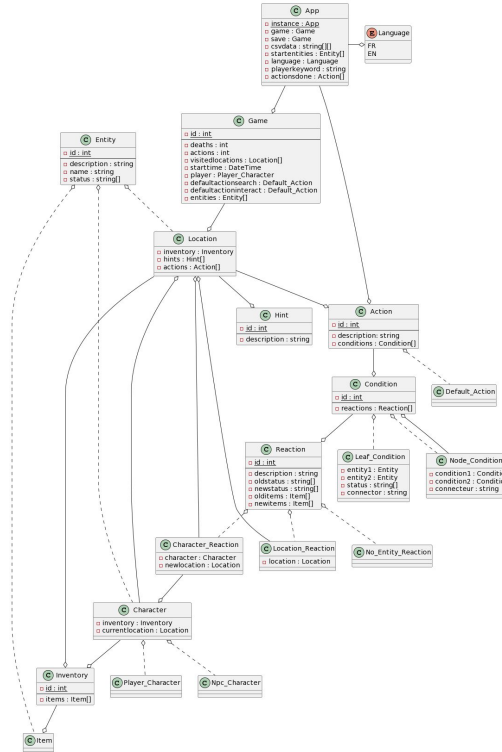 C App
instance : App
game : Game
save : Game
csvdata : string[][]
startentities : Entity[]
language : Language
playerkeyword : string
actionsdone : Action[]
E Language
FR
EN
C Game
id : int
deaths : int
actions : int
visitedlocations : Location[]
starttime : DateTime
player : Player_Character
defaultactionsearch : Default_Action
defaultactioninteract : Default_Action
entities : Entity[]
C Entity
id : int
description : string
name : string
status : string[]
C Location
inventory : Inventory
hints : Hint[]
actions : Action[]
C Hint
id : int
description : string
C Action
id : int
description: string
conditions : Condition[]
C Condition
id : int
reactions : Reaction[]
C Default_Action
C Reaction
id : int
description : string
oldstatus : string[]
newstatus : string[]
olditems : Item[]
newitems : Item[]
C Leaf_Condition
entity1 : Entity
entity2 : Entity
status : string[]
connector : string
C Node_Condition
condition1 : Conditi
condition2 : Conditi
connecteur : string
C Character_Reaction
character : Character
newlocation : Location
C Location_Reaction
location : Location
C No_Entity_Reaction
C Character
inventory : Inventory
currentlocation : Location
C Inventory
id : int
items : Item[]
C Player_Character
C Npc_Character
C Item